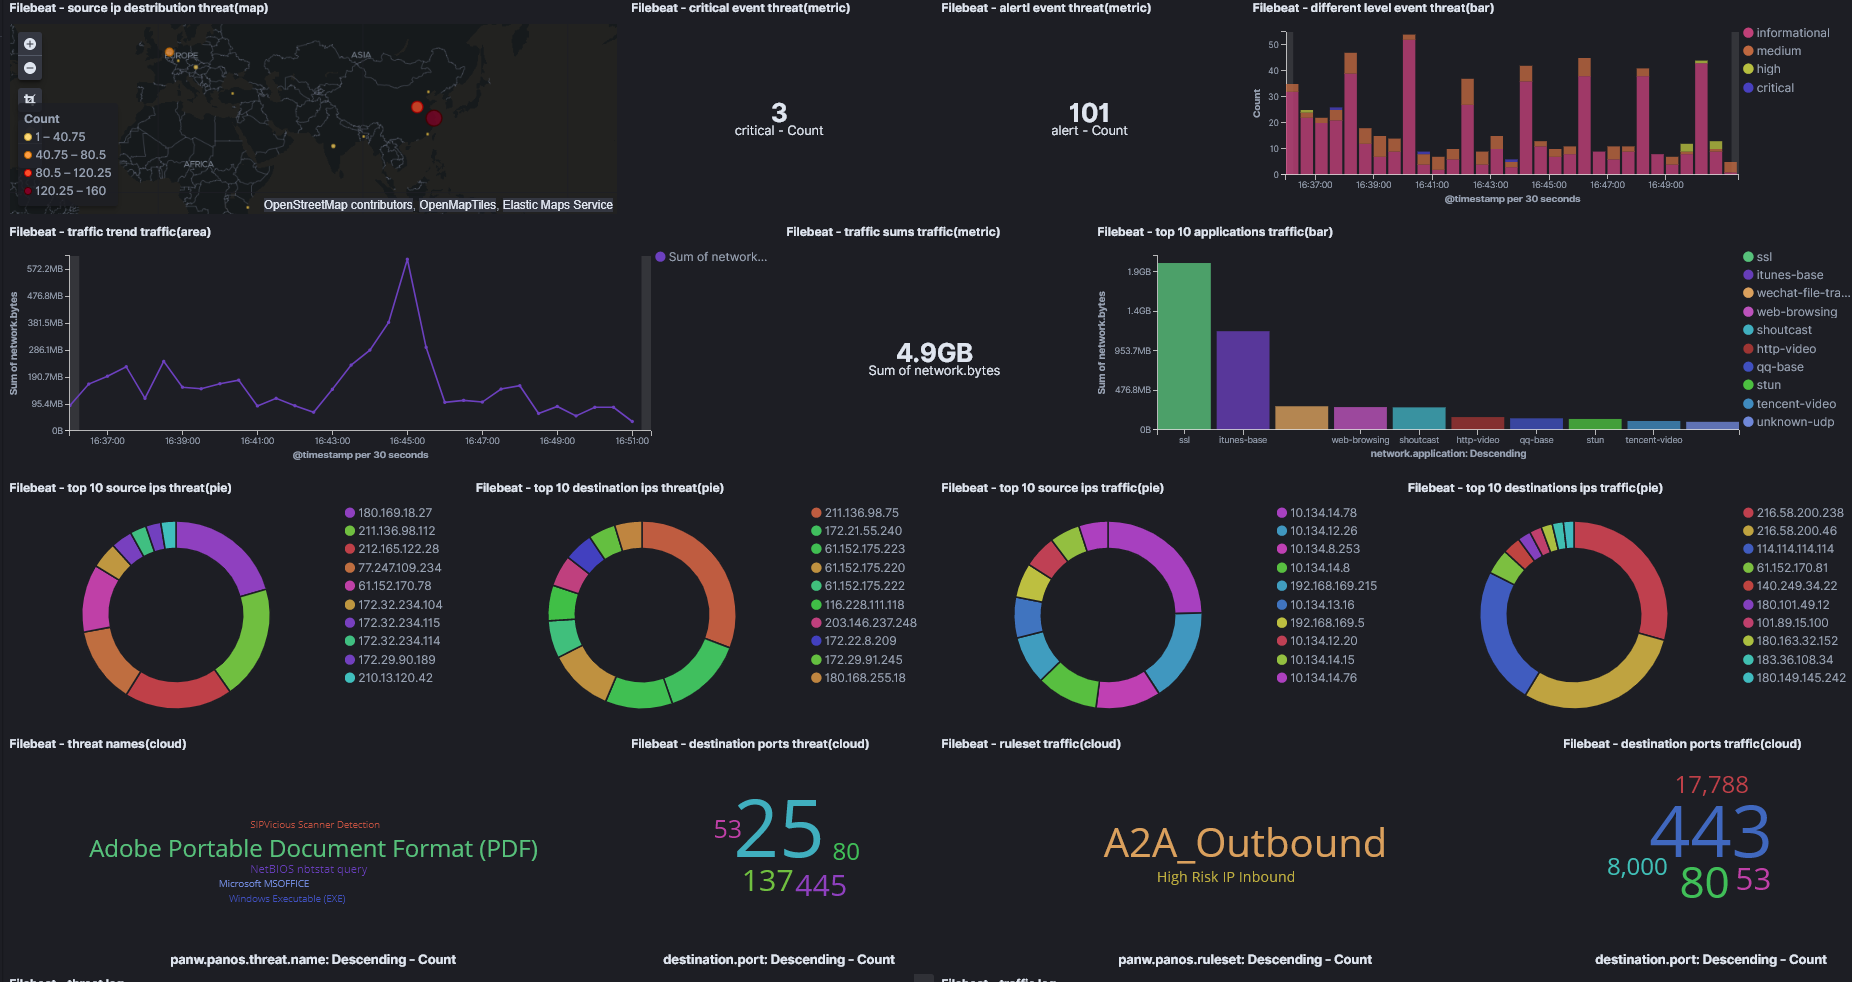 Filebeat - source ip destribution threat(map)
Filebeat - critical event threat(metric)
Filebeat - alertl event threat(metric)
Filebeat - different level event threat(bar)
EUROPE
ASIA
AFRICA
Count
1 – 40.75
40.75 – 80.5
80.5 – 120.25
120.25 – 160
OpenStreetMap contributors, OpenMapTiles, Elastic Maps Service
3
critical - Count
101
alert - Count
Count
50
40
30
20
10
0
16:37:00
16:39:00
16:41:00
16:43:00
16:45:00
16:47:00
16:49:00
@timestamp per 30 seconds
informational
medium
high
critical
Filebeat - traffic trend traffic(area)
Filebeat - traffic sums traffic(metric)
Filebeat - top 10 applications traffic(bar)
Sum of network.bytes
572.2MB
476.8MB
381.5MB
286.1MB
190.7MB
95.4MB
0B
16:37:00
16:39:00
16:41:00
16:43:00
16:45:00
16:47:00
16:49:00
16:51:00
@timestamp per 30 seconds
Sum of network...
4.9GB
Sum of network.bytes
Sum of network.bytes
1.9GB
1.4GB
953.7MB
476.8MB
0B
ssl
itunes-base
web-browsing
shoutcast
http-video
qq-base
stun
tencent-video
network.application: Descending
ssl
itunes-base
wechat-file-tra...
web-browsing
shoutcast
http-video
qq-base
stun
tencent-video
unknown-udp
Filebeat - top 10 source ips threat(pie)
Filebeat - top 10 destination ips threat(pie)
Filebeat - top 10 source ips traffic(pie)
Filebeat - top 10 destinations ips traffic(pie)
180.169.18.27
211.136.98.112
212.165.122.28
77.247.109.234
61.152.170.78
172.32.234.104
172.32.234.115
172.32.234.114
172.29.90.189
210.13.120.42
211.136.98.75
172.21.55.240
61.152.175.223
61.152.175.220
61.152.175.222
116.228.111.118
203.146.237.248
172.22.8.209
172.29.91.245
180.168.255.18
10.134.14.78
10.134.12.26
10.134.8.253
10.134.14.8
192.168.169.215
10.134.13.16
192.168.169.5
10.134.12.20
10.134.14.15
10.134.14.76
216.58.200.238
216.58.200.46
114.114.114.114
61.152.170.81
140.249.34.22
180.101.49.12
101.89.15.100
180.163.32.152
183.36.108.34
180.149.145.242
Filebeat - threat names(cloud)
Filebeat - destination ports threat(cloud)
Filebeat - ruleset traffic(cloud)
Filebeat - destination ports traffic(cloud)
SIPVicious Scanner Detection
Adobe Portable Document Format (PDF)
NetBIOS nbtstat query
Microsoft MSOFFICE
Windows Executable (EXE)
53
25
80
137
445
A2A_Outbound
High Risk IP Inbound
17,788
443
8,000
80
53
panw.panos.threat.name: Descending - Count
destination.port: Descending - Count
panw.panos.ruleset: Descending - Count
destination.port: Descending - Count
Filebeat - threat log
Filebeat - traffic log